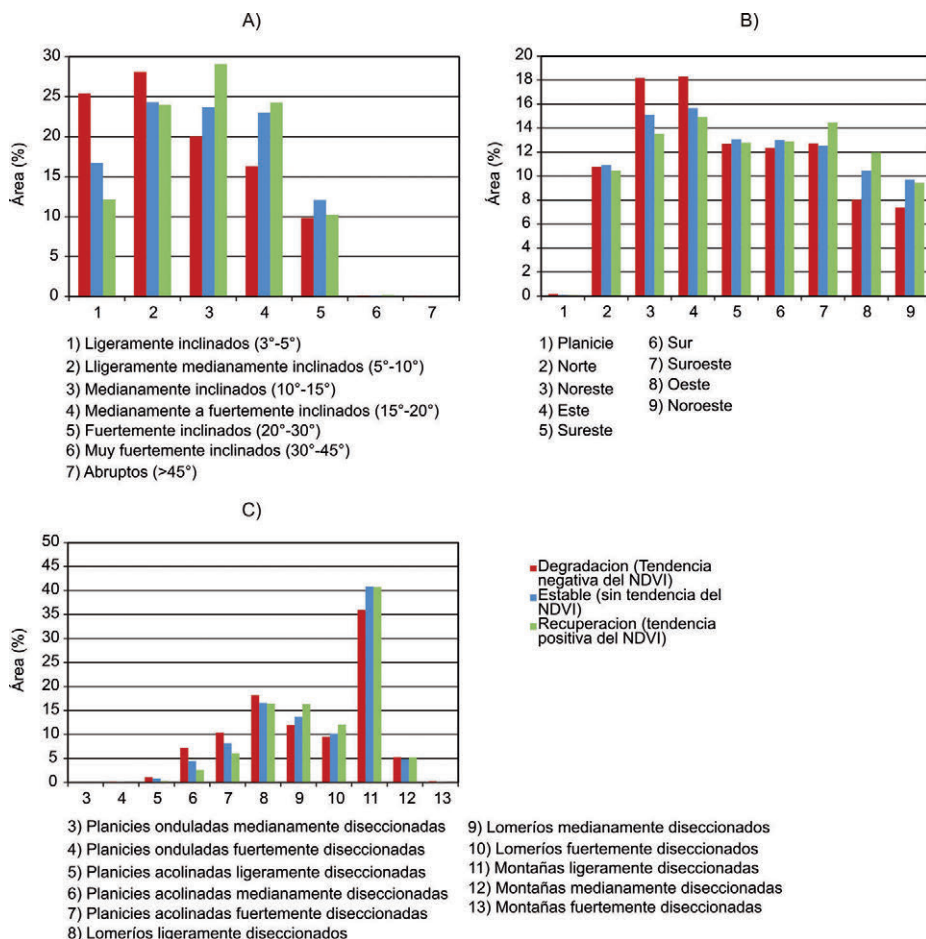 A)
Área (%)
30
25
20
15
10
5
0
1 2 3 4 5 6 7
1) Ligeramente inclinados (3°-5°)
2) Lligeramente medianamente inclinados (5°-10°)
3) Medianamente inclinados (10°-15°)
4) Medianamente a fuertemente inclinados (15°-20°)
5) Fuertemente inclinados (20°-30°)
6) Muy fuertemente inclinados (30°-45°)
7) Abruptos (>45°)
B)
Área (%)
20
18
16
14
12
10
8
6
4
2
0
1 2 3 4 5 6 7 8 9
1) Planicie
2) Norte
3) Noreste
4) Este
5) Sureste
6) Sur
7) Suroeste
8) Oeste
9) Noroeste
C)
Área (%)
50
45
40
35
30
25
20
15
10
5
0
3 4 5 6 7 8 9 10 11 12 13
Degradacion (Tendencia
negativa del NDVI)
Estable (sin tendencia del
NDVI)
Recuperacion (tendencia
positiva del NDVI)
3) Planicies onduladas medianamente diseccionadas
4) Planicies onduladas fuertemente diseccionadas
5) Planicies acolinadas ligeramente diseccionadas
6) Planicies acolinadas medianamente diseccionadas
7) Planicies acolinadas fuertemente diseccionadas
8) Lomeríos ligeramente diseccionados
9) Lomeríos medianamente diseccionados
10) Lomeríos fuertemente diseccionados
11) Montañas ligeramente diseccionadas
12) Montañas medianamente diseccionadas
13) Montañas fuertemente diseccionadas